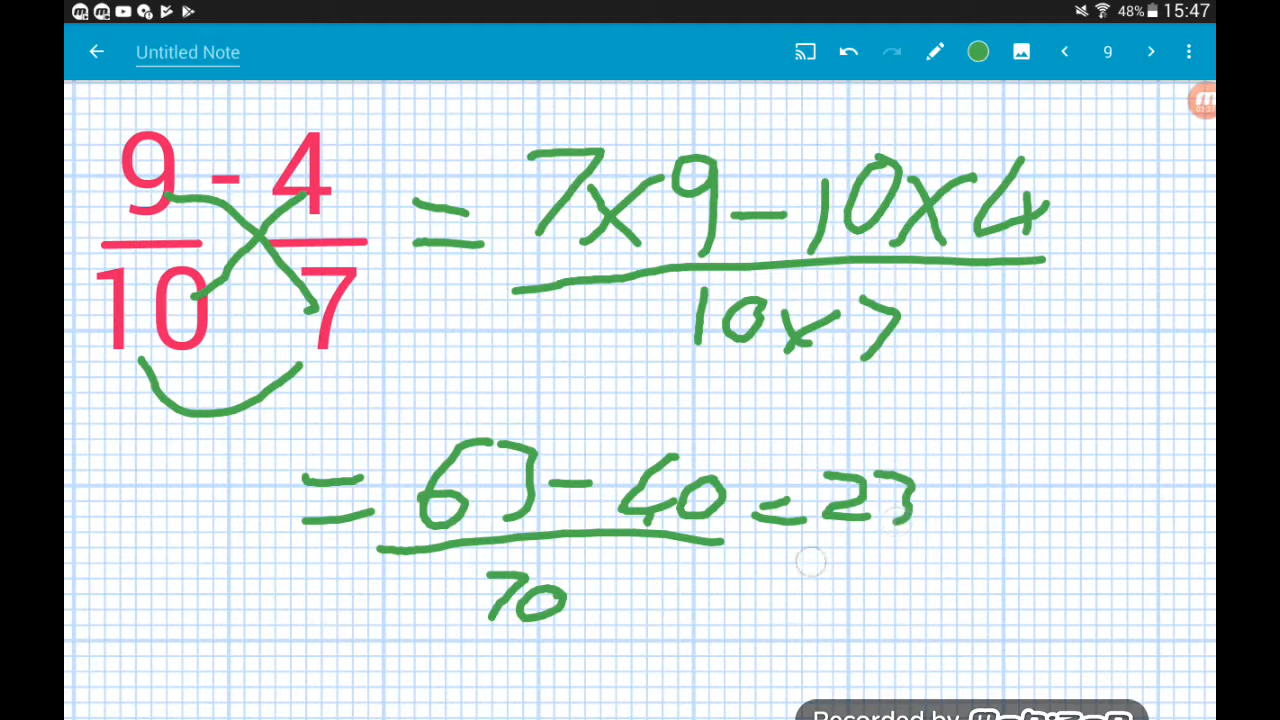 48% 15:47
Untitled Note 9
9 - 4 = 7x9-10x4
10 7 10x7
= 63-40 = 23
70
Recorded by